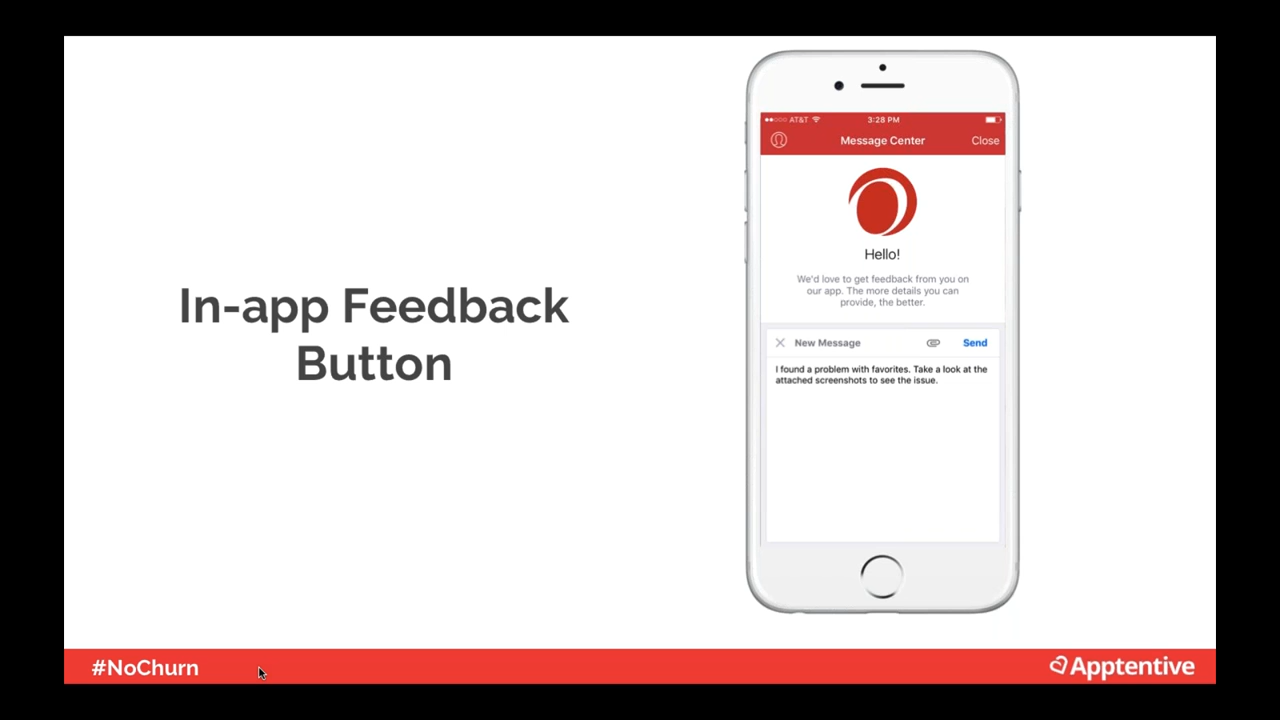 In-app Feedback
Button
AT&T
3:28 PM
Message Center
Close
Hello!
We'd love to get feedback from you on
our app. The more details you can
provide, the better.
New Message
Send
I found a problem with favorites. Take a look at the
attached screenshots to see the issue.
#NoChurn
Apptentive